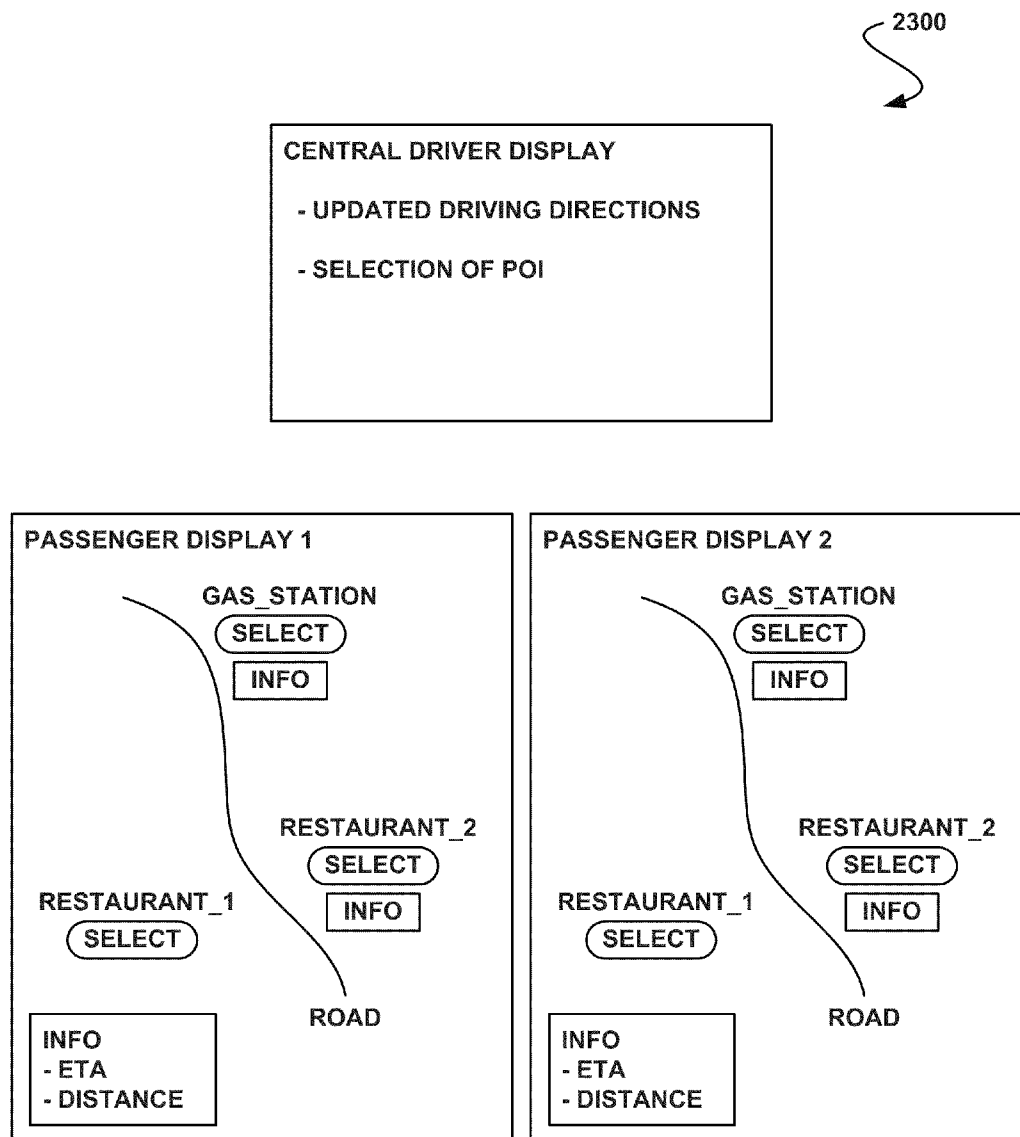 2300
CENTRAL DRIVER DISPLAY
- UPDATED DRIVING DIRECTIONS
- SELECTION OF POI
PASSENGER DISPLAY 1
GAS_STATION
SELECT
INFO
RESTAURANT_2
SELECT
INFO
RESTAURANT_1
SELECT
ROAD
INFO
- ETA
- DISTANCE
PASSENGER DISPLAY 2
GAS_STATION
SELECT
INFO
RESTAURANT_2
SELECT
INFO
RESTAURANT_1
SELECT
ROAD
INFO
- ETA
- DISTANCE